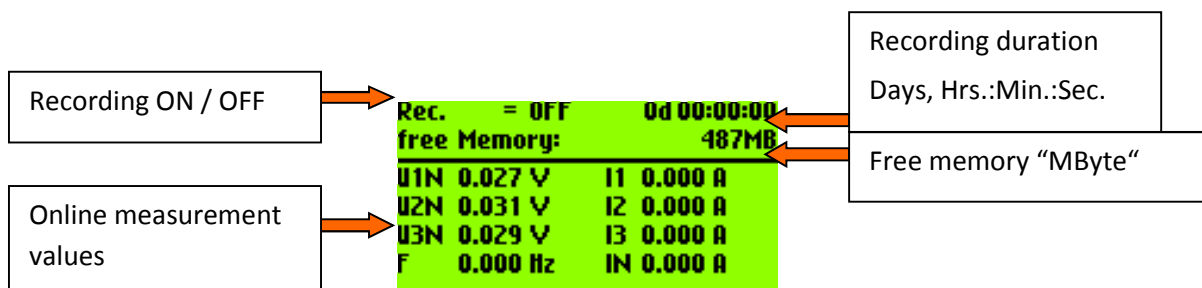 Recording duration
Days, Hrs.:Min.:Sec.
Recording ON / OFF
Rec. = OFF 0d 00:00:00
free Memory: 487MB
Free memory “MByte“
U1N 0.027 V I1 0.000 A
U2N 0.031 V I2 0.000 A
Online measurement
values
U3N 0.029 V I3 0.000 A
F 0.000 Hz IN 0.000 A